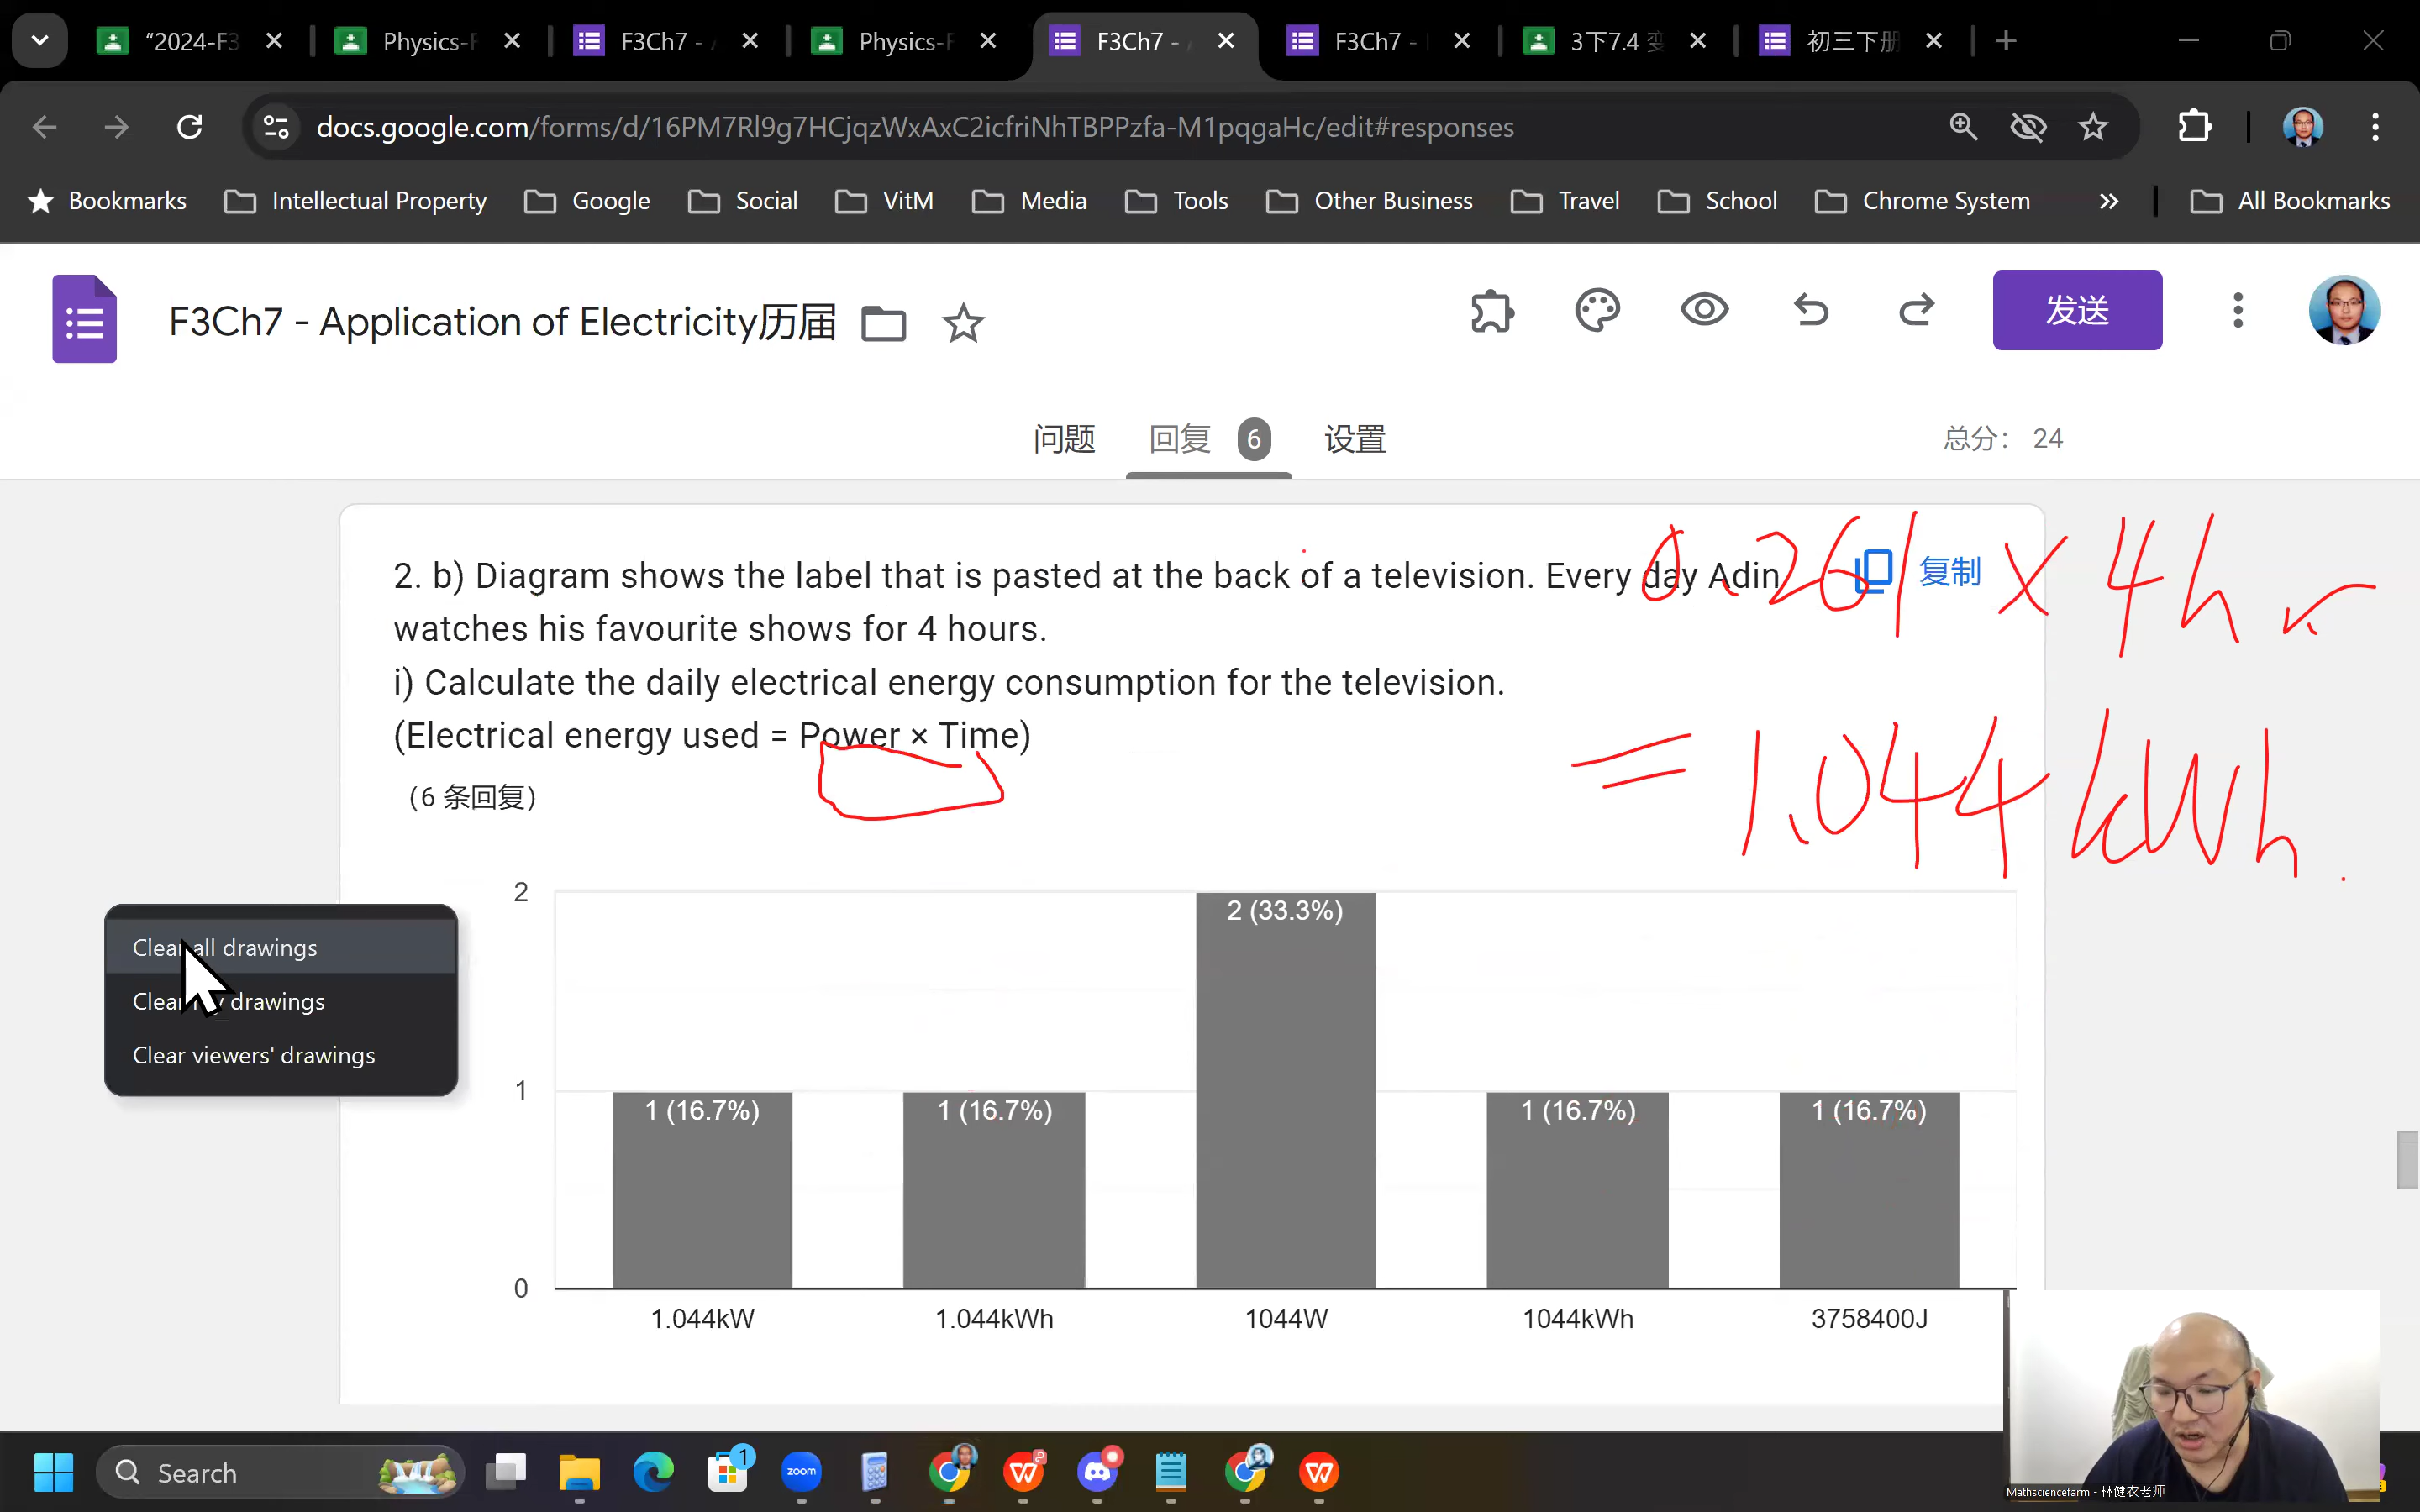 “2024-F3
Physics-F
F3Ch7 -
Physics-F
F3Ch7 -
F3Ch7 -
3下7.4 变
初三下册
docs.google.com/forms/d/16PM7Rl9g7HCjqzWxAxC2icfriNhTBPPzfa-M1pqgaHc/edit#responses
Bookmarks
Intellectual Property
Google
Social
VitM
Media
Tools
Other Business
Travel
School
Chrome System
All Bookmarks
F3Ch7 - Application of Electricity历届
发送
问题
回复
6
设置
总分： 24
2. b) Diagram shows the label that is pasted at the back of a television. Every day Adin
watches his favourite shows for 4 hours.
i) Calculate the daily electrical energy consumption for the television.
(Electrical energy used = Power × Time)
（6 条回复）
复制
0.261 × 4hr
= 1.044 kWh.
Clear all drawings
Clear my drawings
Clear viewers' drawings
2
1
0
1 (16.7%)
1 (16.7%)
2 (33.3%)
1 (16.7%)
1 (16.7%)
1.044kW
1.044kWh
1044W
1044kWh
3758400J
Search
1
zoom
Mathsciencefarm - 林健农老师